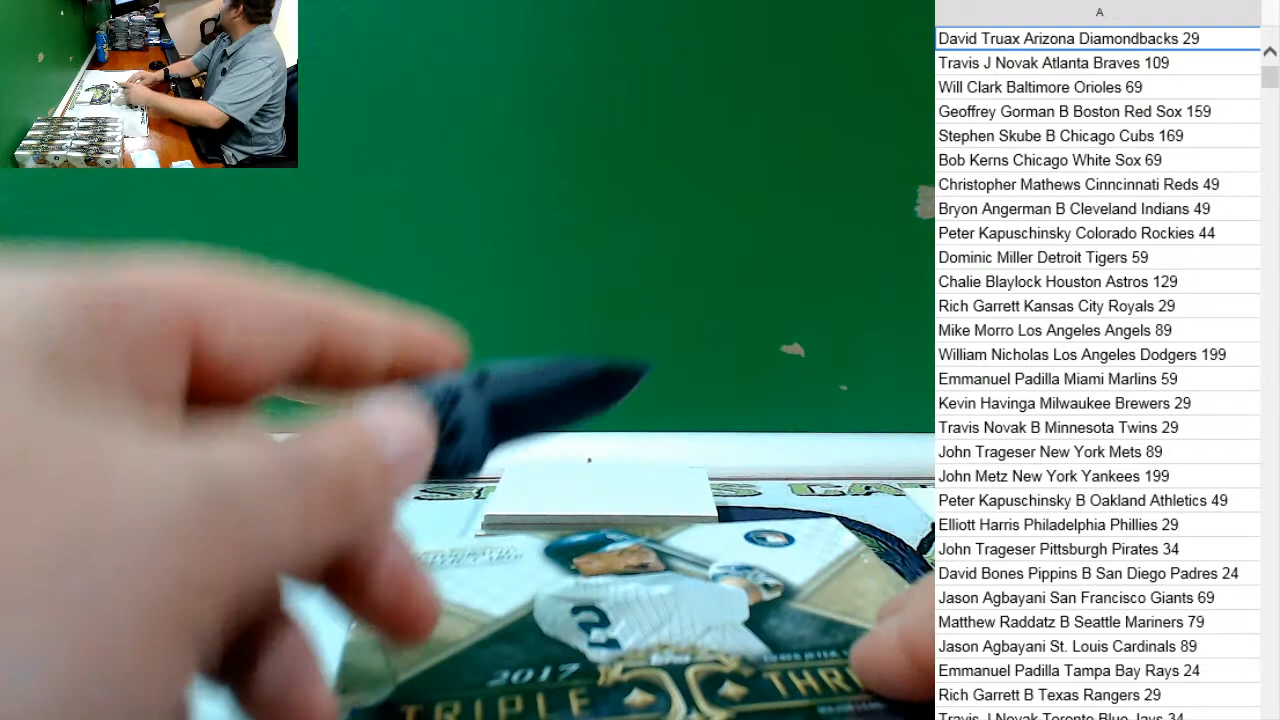 A
David Truax Arizona Diamondbacks 29
Travis J Novak Atlanta Braves 109
Will Clark Baltimore Orioles 69
Geoffrey Gorman B Boston Red Sox 159
Stephen Skube B Chicago Cubs 169
Bob Kerns Chicago White Sox 69
Christopher Mathews Cinncinnati Reds 49
Bryon Angerman B Cleveland Indians 49
Peter Kapuschinsky Colorado Rockies 44
Dominic Miller Detroit Tigers 59
Chalie Blaylock Houston Astros 129
Rich Garrett Kansas City Royals 29
Mike Morro Los Angeles Angels 89
William Nicholas Los Angeles Dodgers 199
Emmanuel Padilla Miami Marlins 59
Kevin Havinga Milwaukee Brewers 29
Travis Novak B Minnesota Twins 29
John Trageser New York Mets 89
John Metz New York Yankees 199
Peter Kapuschinsky B Oakland Athletics 49
Elliott Harris Philadelphia Phillies 29
John Trageser Pittsburgh Pirates 34
David Bones Pippins B San Diego Padres 24
Jason Agbayani San Francisco Giants 69
Matthew Raddatz B Seattle Mariners 79
Jason Agbayani St. Louis Cardinals 89
Emmanuel Padilla Tampa Bay Rays 24
Rich Garrett B Texas Rangers 29
Travis J Novak Toronto Blue Jays 34
2017
TRIPLE THR